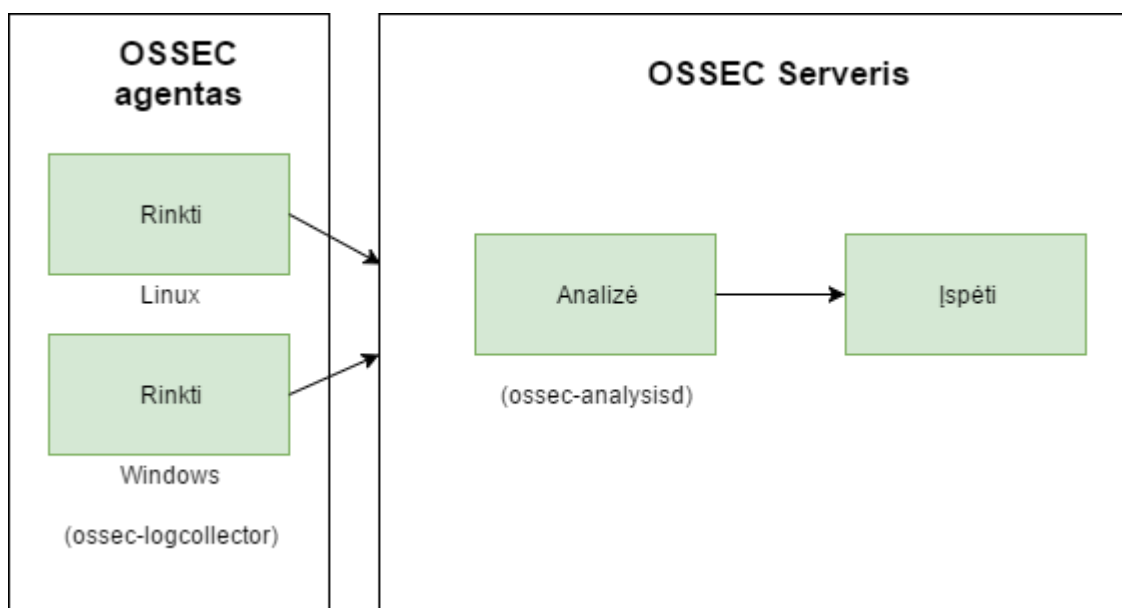 OSSEC
agentas
Rinkti
Linux
Rinkti
Windows
(ossec-logcollector)
OSSEC Serveris
Analizė
(ossec-analysisd)
Įspėti